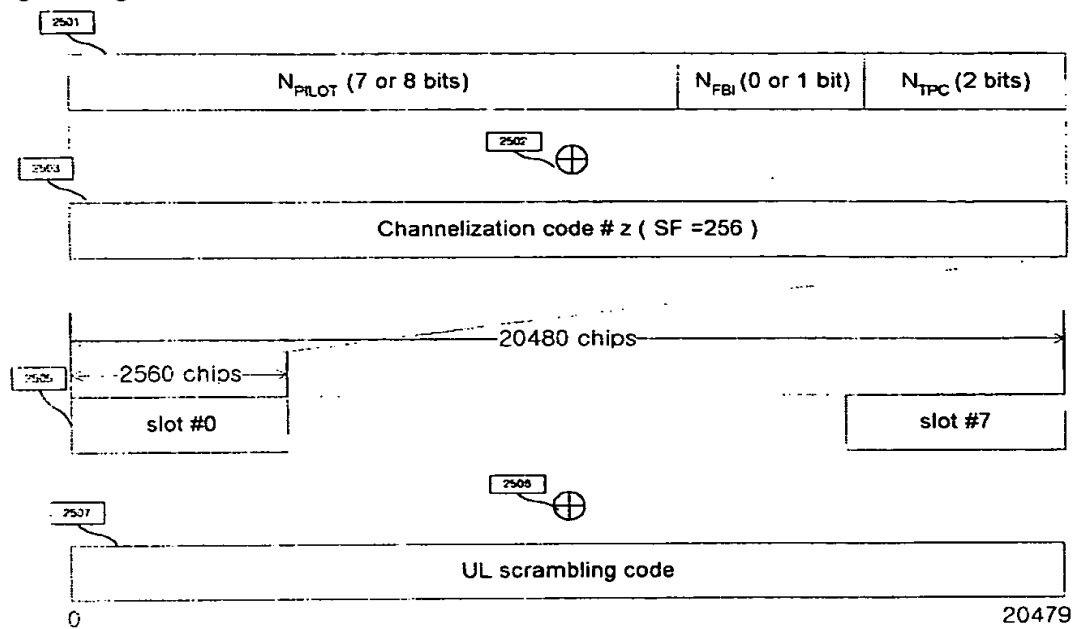 2501
N_PILOT (7 or 8 bits) N_FBI (0 or 1 bit) N_TPC (2 bits)
2502
2503
Channelization code # z ( SF =256 )
20480 chips
2560 chips
2505
slot #0 slot #7
2507
UL scrambling code
0 20479